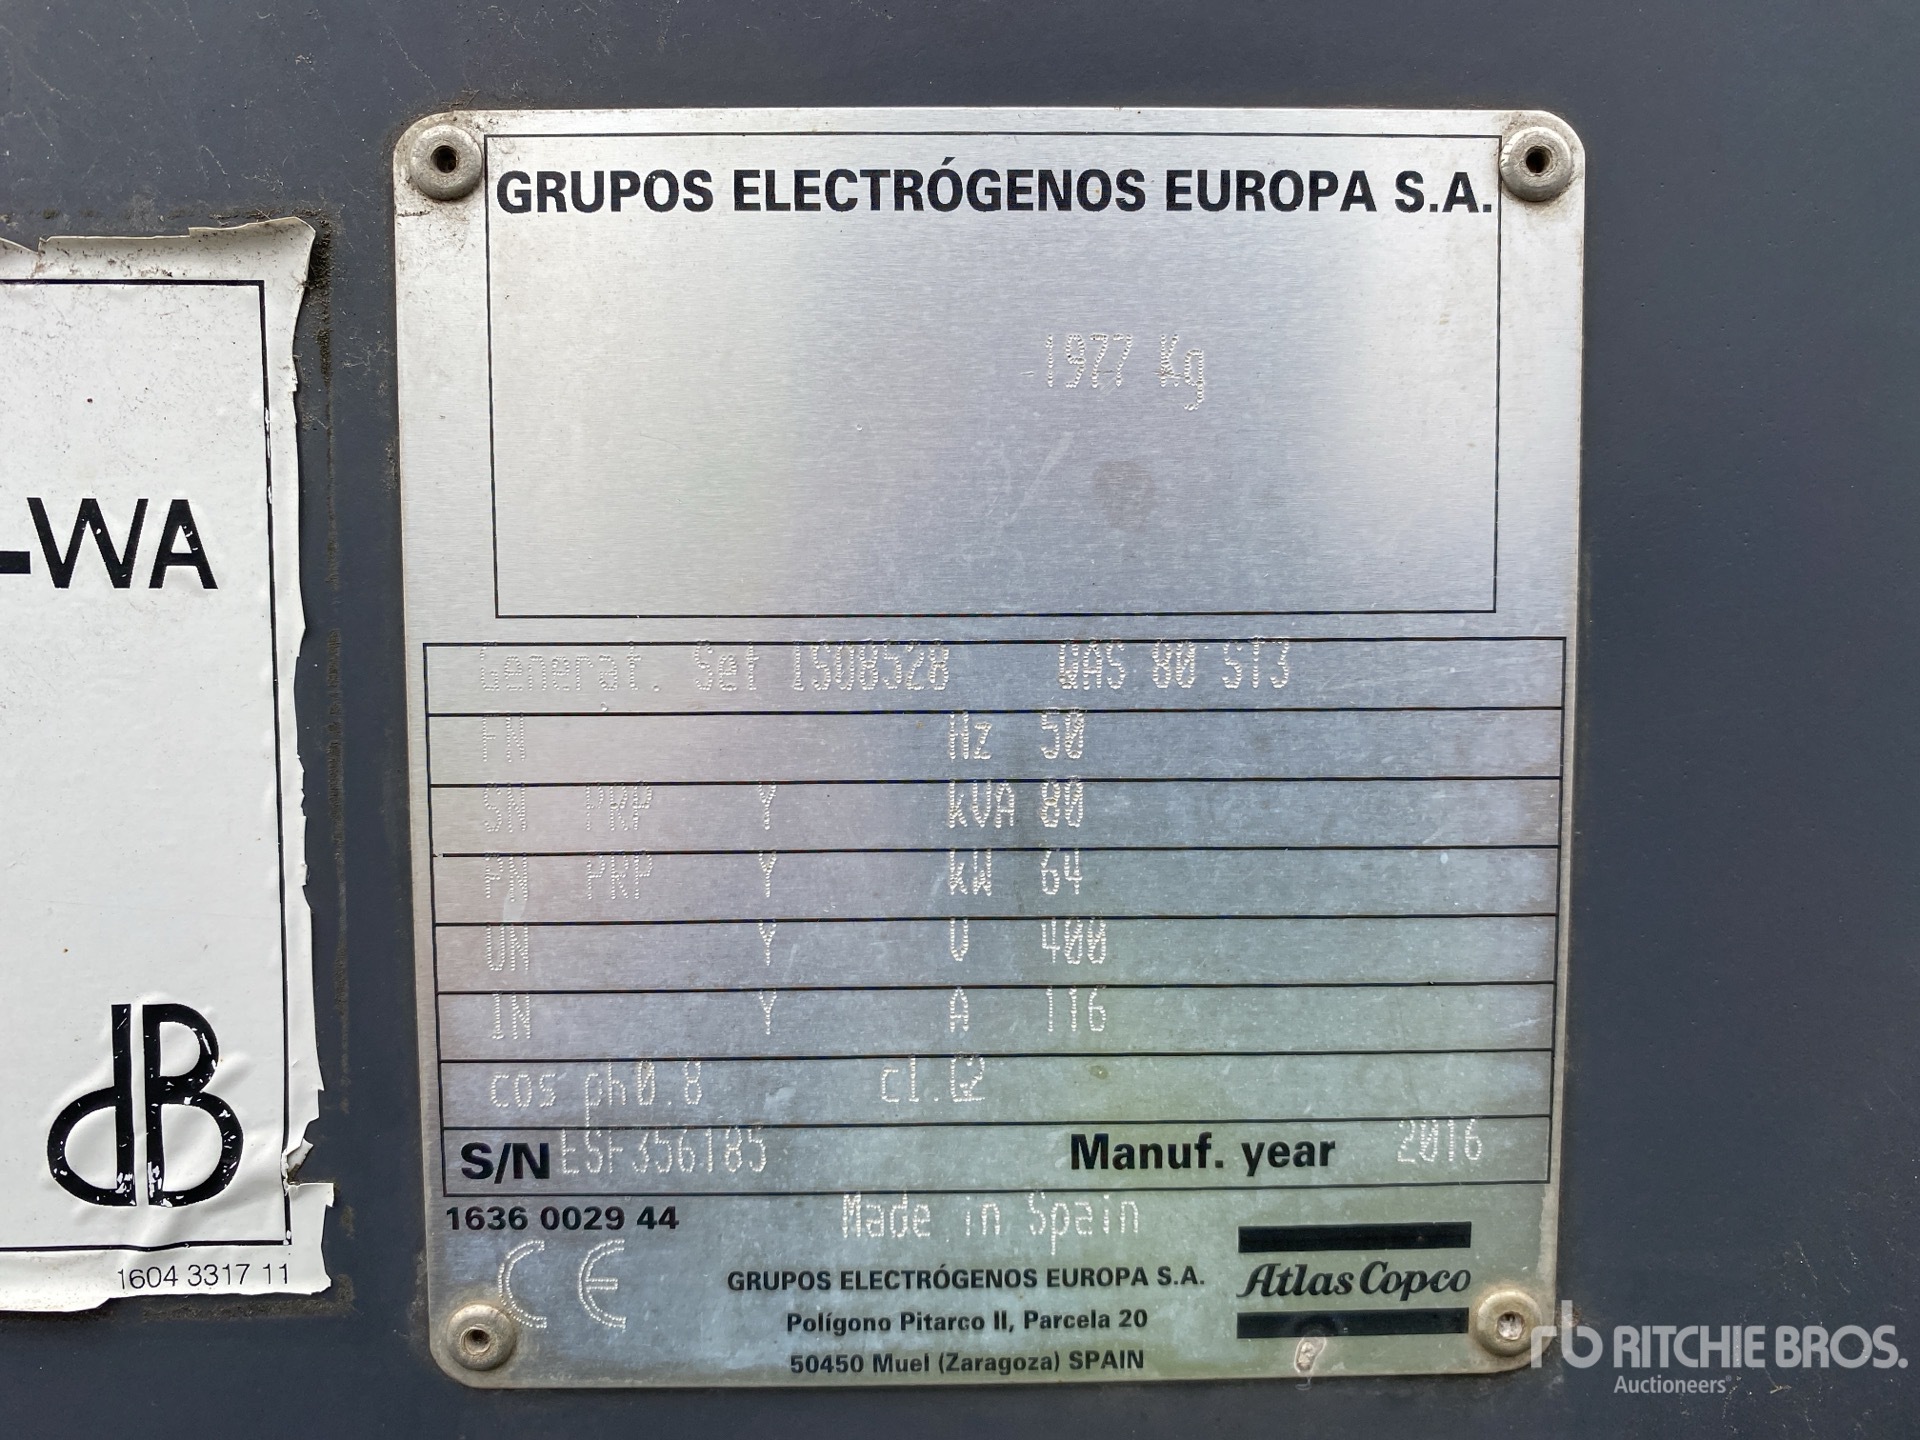 GRUPOS ELECTRÓGENOS EUROPA S.A.
1977 Kg
Generat. Set ISO8528 QAS 80 ST3
FN Hz 50
SN PRP Y kVA 80
PN PRP Y kW 64
UN Y V 400
IN Y A 116
cos ph0.8 cl.G2
S/N ESF356185 Manuf. year 2016
1636 0029 44 Made in Spain
CE
GRUPOS ELECTRÓGENOS EUROPA S.A.
Polígono Pitarco II, Parcela 20
50450 Muel (Zaragoza) SPAIN
Atlas Copco
-WA
dB
1604 3317 11
rb RITCHIE BROS.
Auctioneers